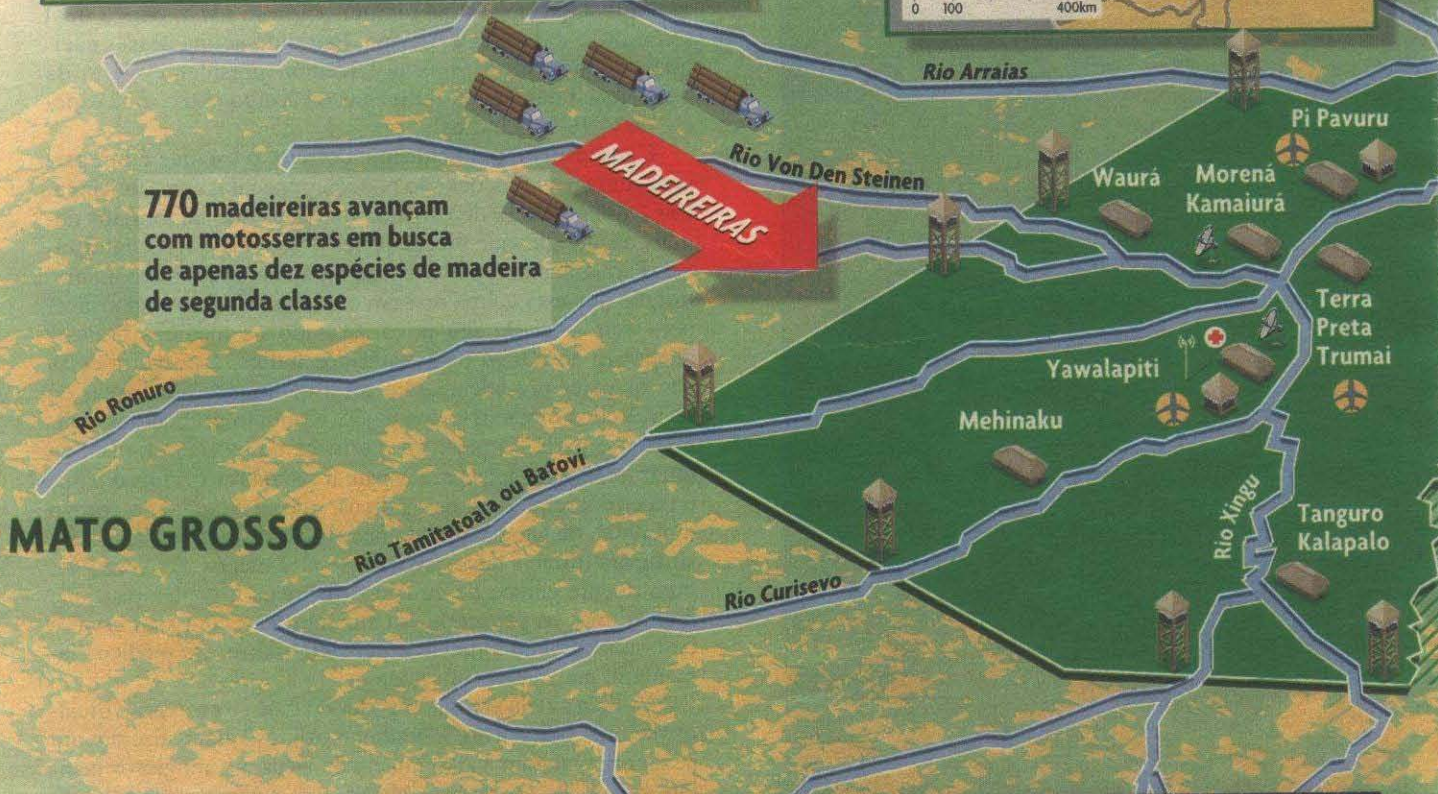 0 100 400km
Rio Arraias
Pi Pavuru
MADEIREIRAS
Rio Von Den Steinen
Waurá
Morená
Kamaiurá
770 madeireiras avançam
com motosserras em busca
de apenas dez espécies de madeira
de segunda classe
Terra
Preta
Trumai
Yawalapiti
Rio Ronuro
Mehinaku
Rio Tamitatoala ou Batovi
MATO GROSSO
Rio Xingu
Tanguro
Kalapalo
Rio Curisevo